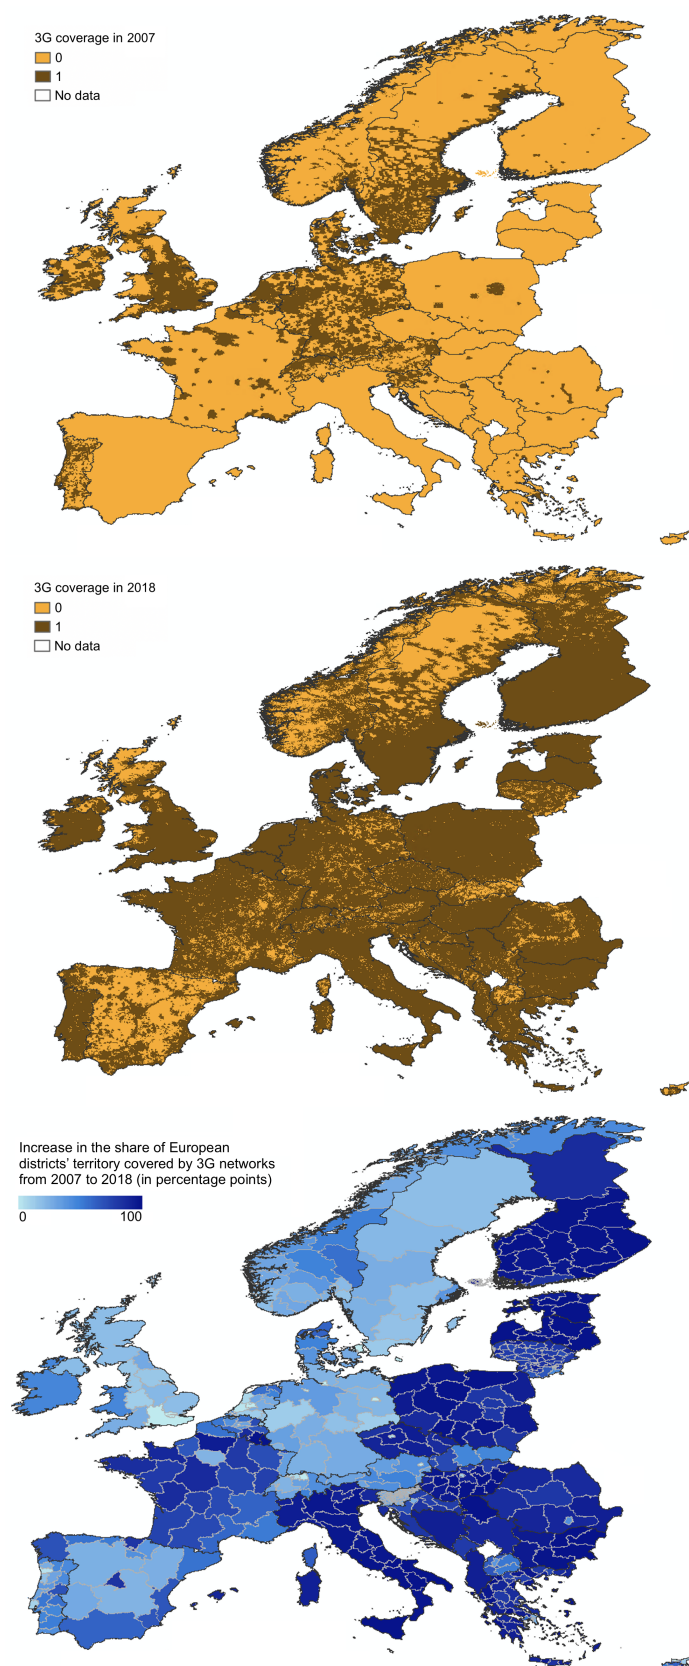 3G coverage in 2007
0
1
No data
3G coverage in 2018
0
1
No data
Increase in the share of European
districts' territory covered by 3G networks
from 2007 to 2018 (in percentage points)
0 100